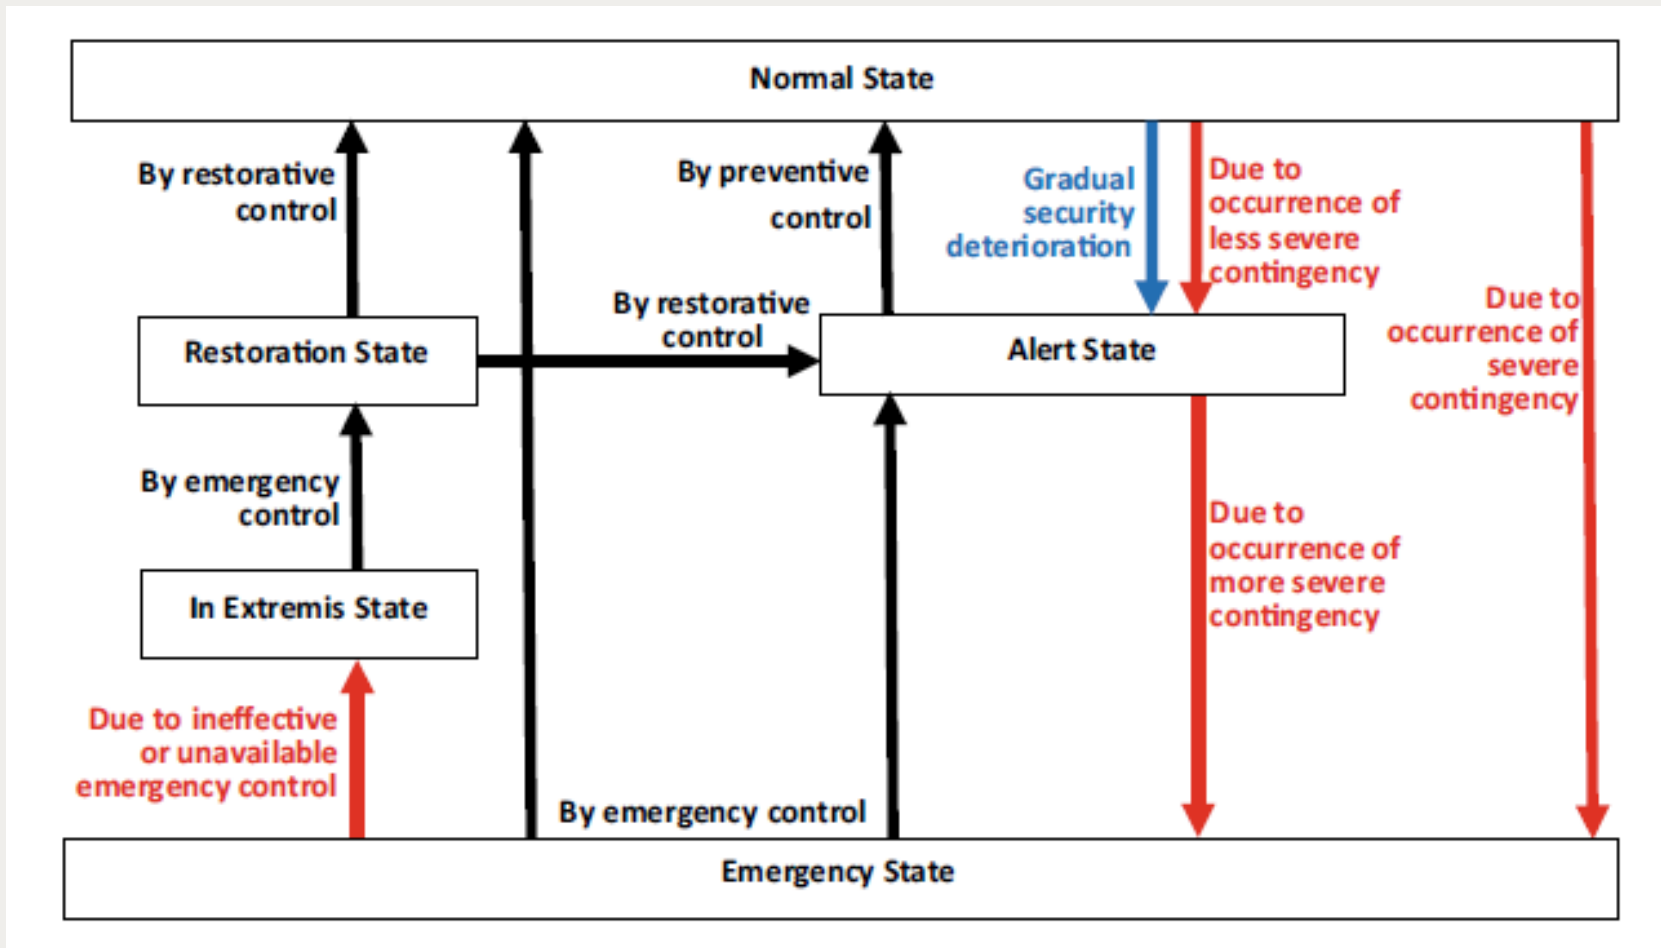 Normal State
By restorative
control
By preventive
control
Gradual
security
deterioration
Due to
occurrence of
less severe
contingency
Due to
occurrence of
severe
contingency
By restorative
control
Restoration State
Alert State
By emergency
control
Due to
occurrence of
more severe
contingency
In Extremis State
Due to ineffective
or unavailable
emergency control
By emergency control
Emergency State